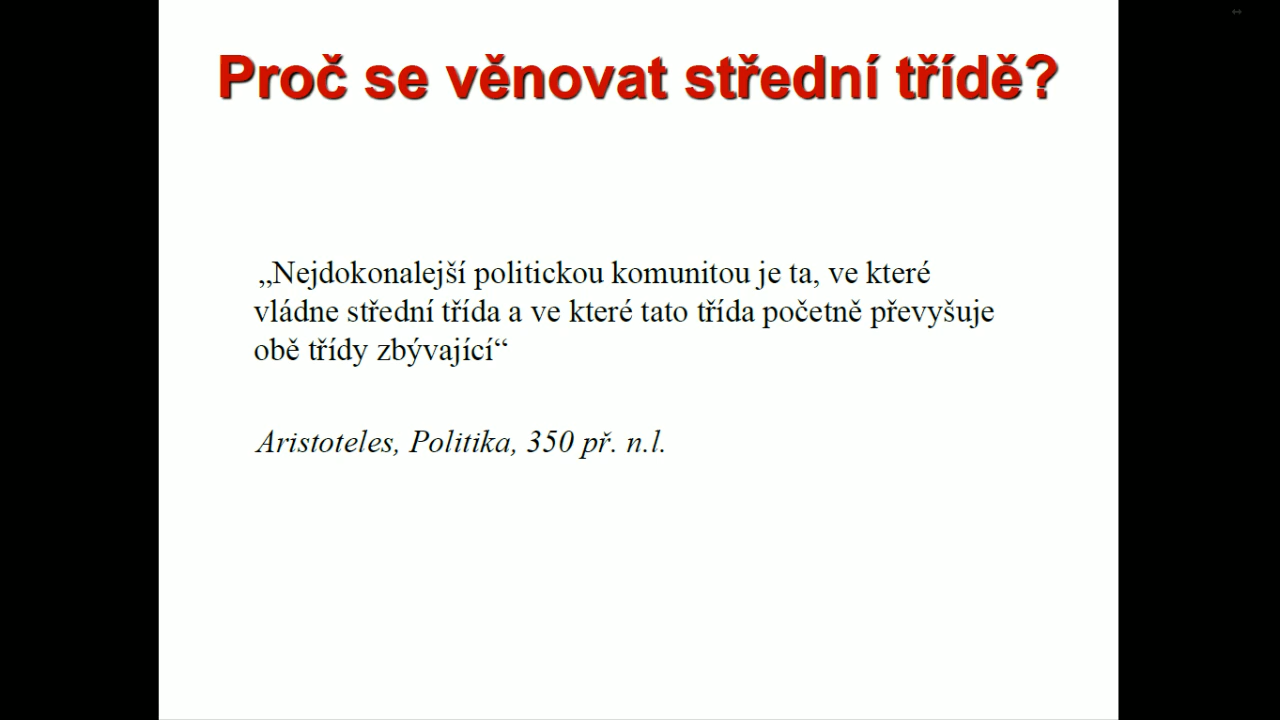 Proč se věnovat střední třídě?
„Nejdokonalejší politickou komunitou je ta, ve které
vládne střední třída a ve které tato třída početně převyšuje
obě třídy zbývající“
Aristoteles, Politika, 350 př. n.l.